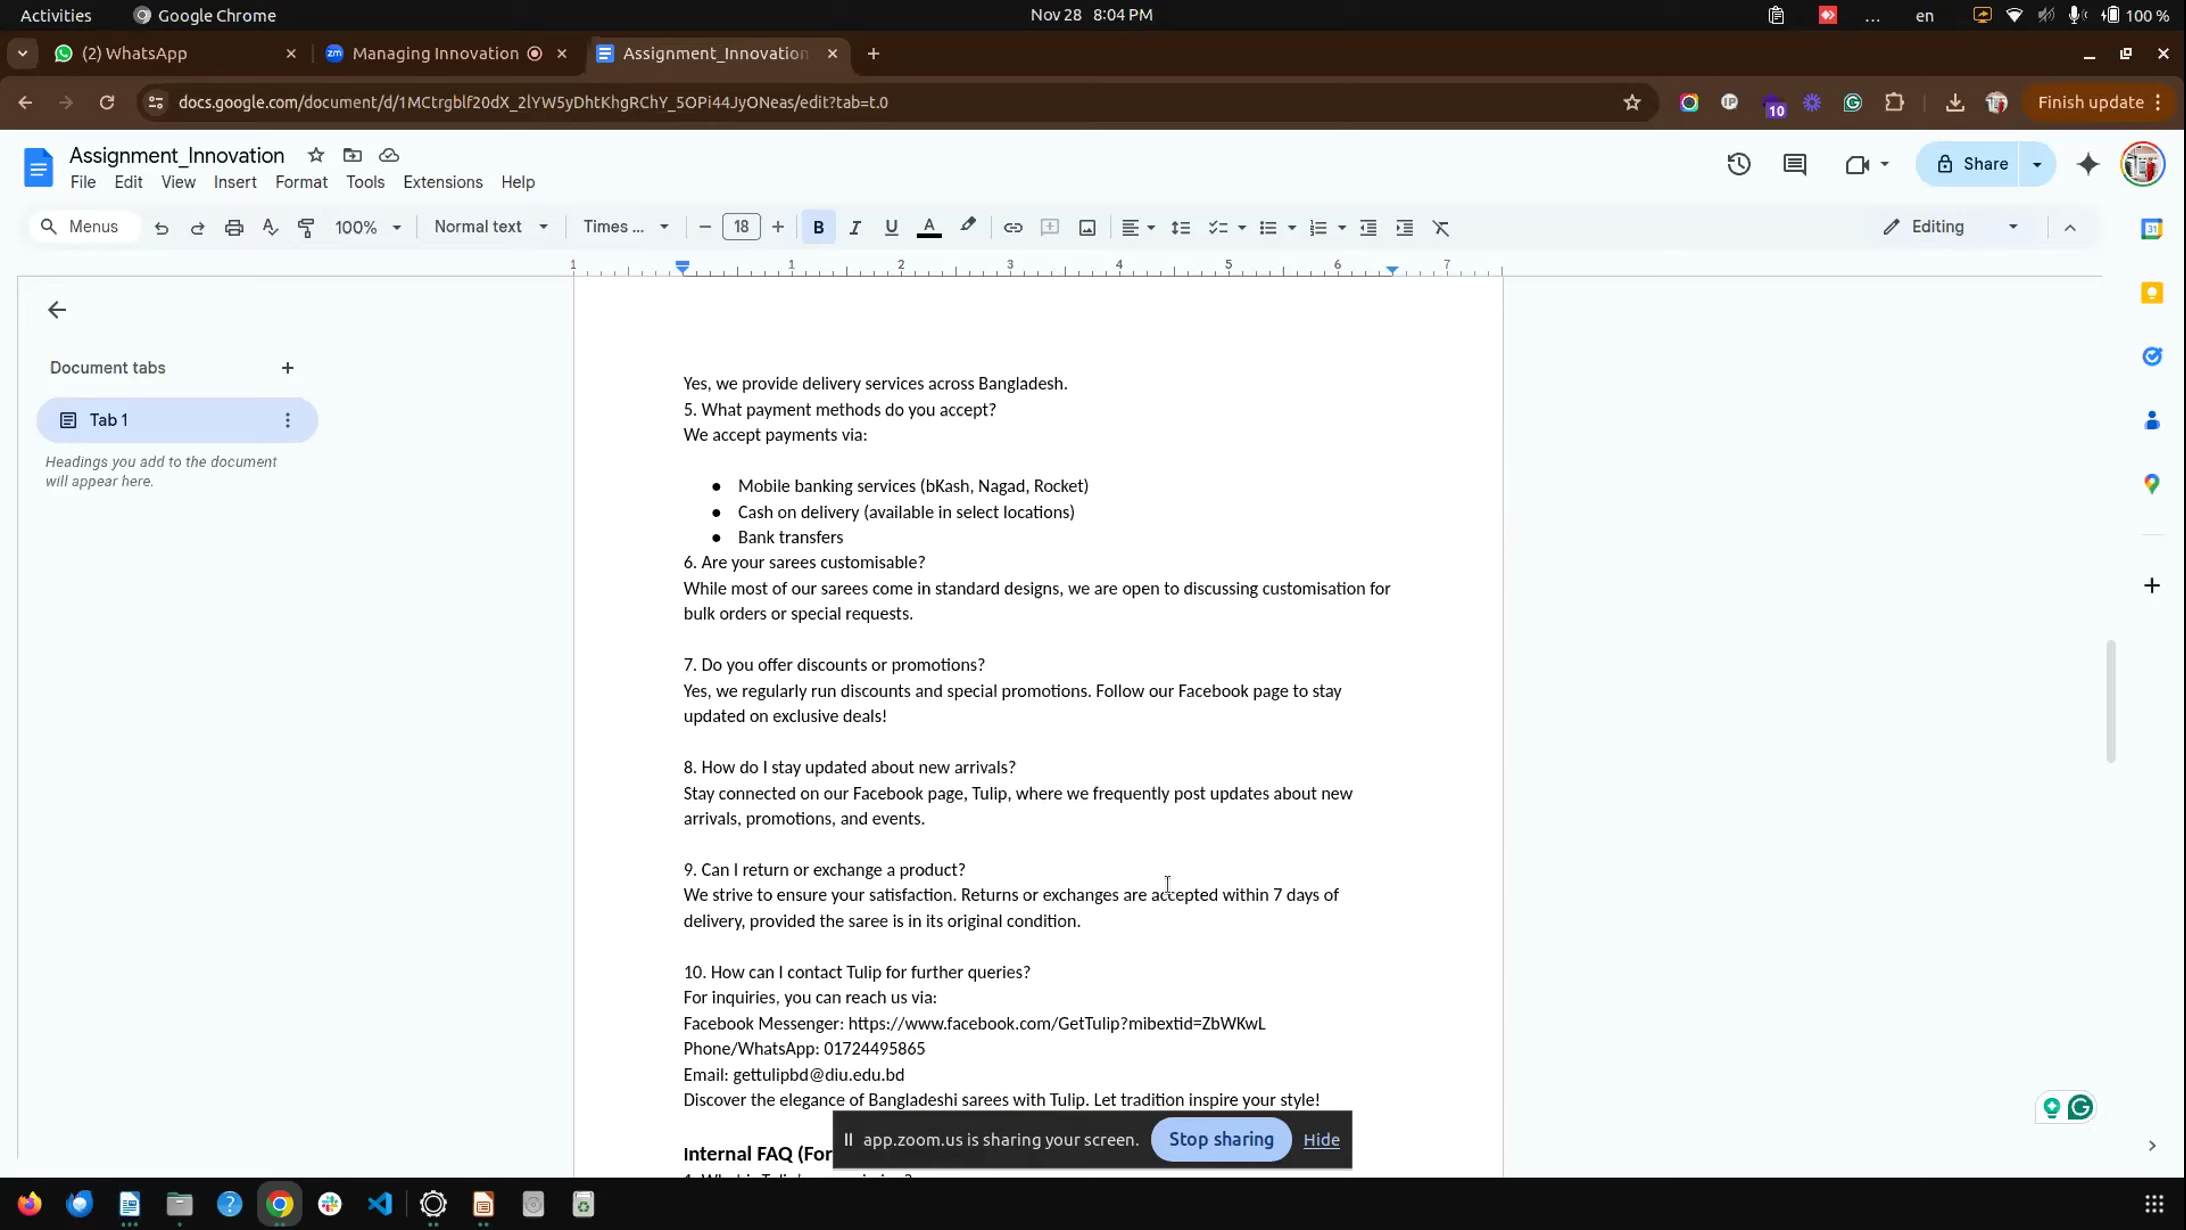 Activities Google Chrome Nov 28 8:04 PM ... en 100 %
(2) WhatsApp Managing Innovation Assignment_Innovation
docs.google.com/document/d/1MCtrgblf20dX_2lYW5yDhtKhgRChY_5OPi44JyONeas/edit?tab=t.0 10 Finish update
Assignment_Innovation
File Edit View Insert Format Tools Extensions Help Share
Menus 100% Normal text Times ... 18 Editing
1 1 2 3 4 5 6 7
Document tabs
Tab 1
Headings you add to the document
will appear here.
Yes, we provide delivery services across Bangladesh.
5. What payment methods do you accept?
We accept payments via:
● Mobile banking services (bKash, Nagad, Rocket)
● Cash on delivery (available in select locations)
● Bank transfers
6. Are your sarees customisable?
While most of our sarees come in standard designs, we are open to discussing customisation for
bulk orders or special requests.
7. Do you offer discounts or promotions?
Yes, we regularly run discounts and special promotions. Follow our Facebook page to stay
updated on exclusive deals!
8. How do I stay updated about new arrivals?
Stay connected on our Facebook page, Tulip, where we frequently post updates about new
arrivals, promotions, and events.
9. Can I return or exchange a product?
We strive to ensure your satisfaction. Returns or exchanges are accepted within 7 days of
delivery, provided the saree is in its original condition.
10. How can I contact Tulip for further queries?
For inquiries, you can reach us via:
Facebook Messenger: https://www.facebook.com/GetTulip?mibextid=ZbWKwL
Phone/WhatsApp: 01724495865
Email: gettulipbd@diu.edu.bd
Discover the elegance of Bangladeshi sarees with Tulip. Let tradition inspire your style!
Internal FAQ (For
app.zoom.us is sharing your screen. Stop sharing Hide